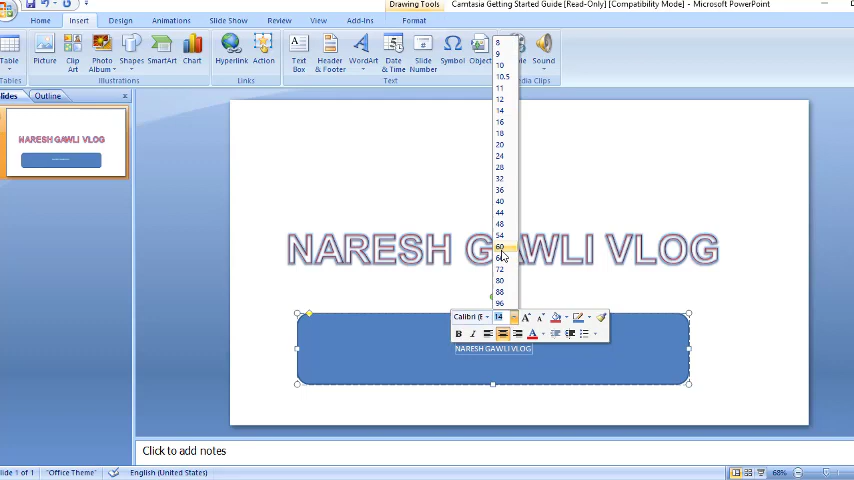 Drawing Tools
Camtasia Getting Started Guide [Read-Only] [Compatibility Mode] - Microsoft PowerPoint
Home Insert Design Animations Slide Show Review View Add-Ins Format
Table
Picture
Clip Art
Photo Album
Shapes
SmartArt
Chart
Hyperlink
Action
Text Box
Header & Footer
WordArt
Date & Time
Slide Number
Symbol
Object
Sound
Tables
Illustrations
Links
Text
Media Clips
Slides Outline
NARESH GAWLI VLOG
8
9
10
10.5
11
12
14
16
18
20
24
28
32
36
40
44
48
54
60
72
80
88
96
NARESH GAWLI VLOG
Calibri (E 14
B I
NARESH GAWLI VLOG
Click to add notes
Slide 1 of 1
"Office Theme"
English (United States)
68%